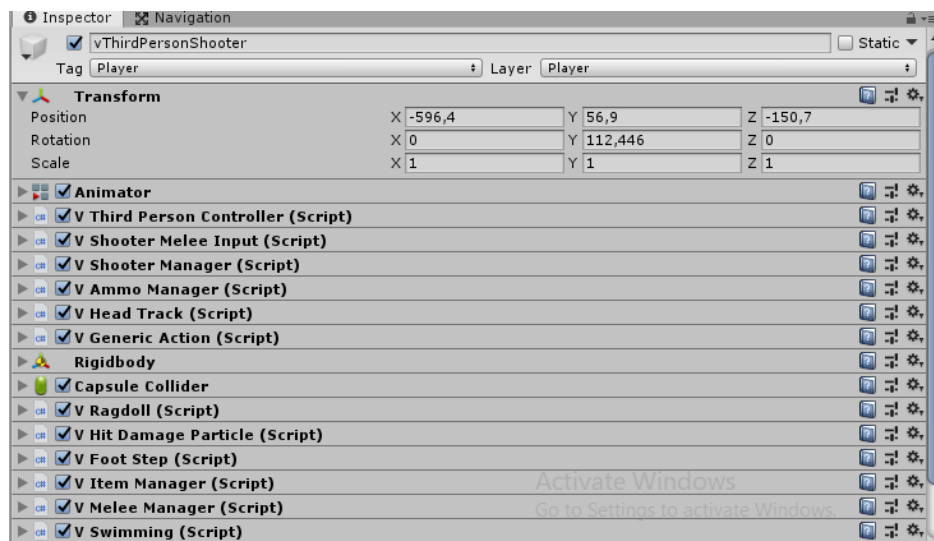 Inspector Navigation
vThirdPersonShooter Static
Tag Player Layer Player
Transform
Position X -596,4 Y 56,9 Z -150,7
Rotation X 0 Y 112,446 Z 0
Scale X 1 Y 1 Z 1
Animator
V Third Person Controller (Script)
V Shooter Melee Input (Script)
V Shooter Manager (Script)
V Ammo Manager (Script)
V Head Track (Script)
V Generic Action (Script)
Rigidbody
Capsule Collider
V Ragdoll (Script)
V Hit Damage Particle (Script)
V Foot Step (Script)
V Item Manager (Script)
Activate Windows
V Melee Manager (Script)
Go to Settings to activate Windows.
V Swimming (Script)